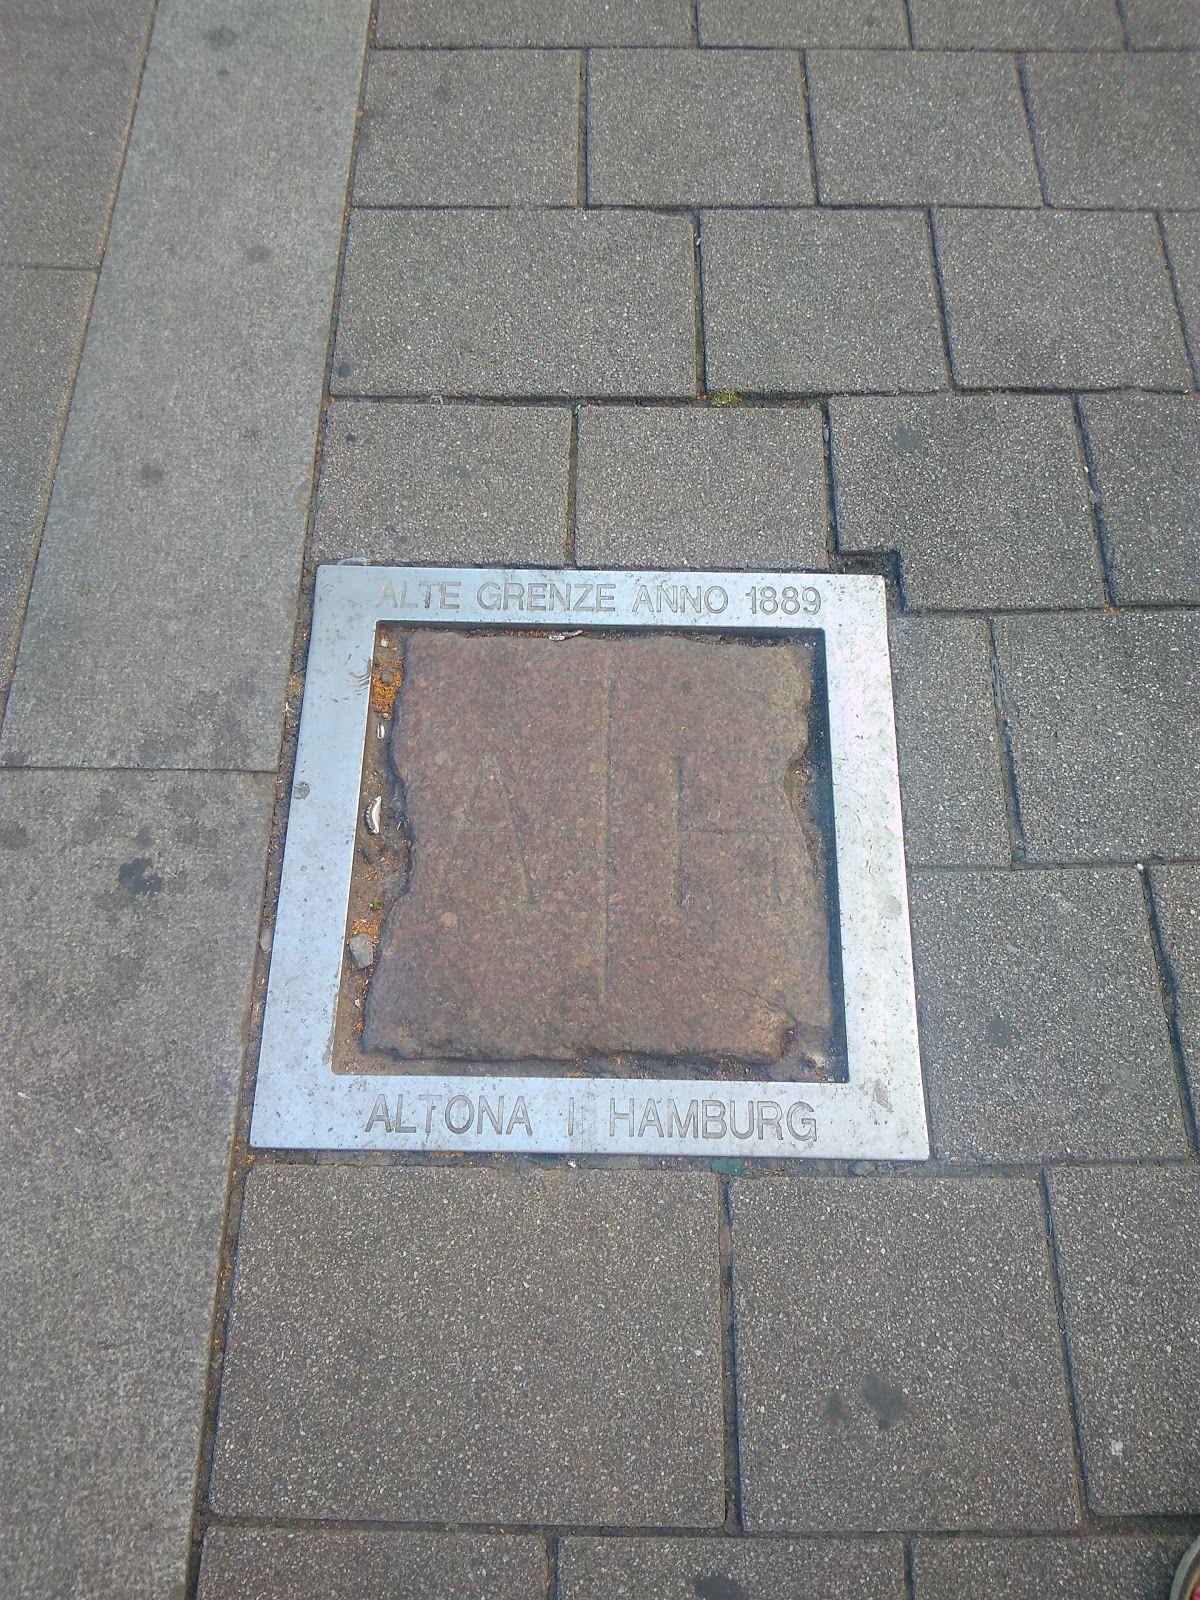 ALTE GRENZE ANNO 1889
A | H
ALTONA | HAMBURG